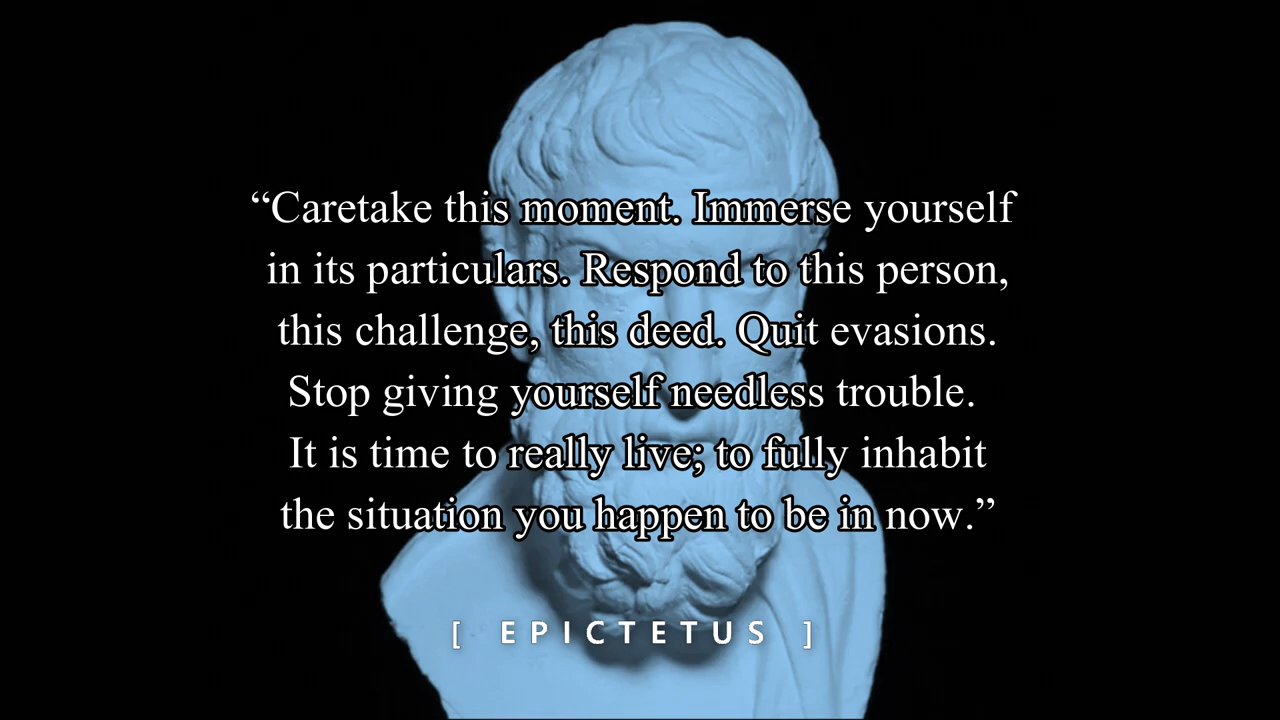 “Caretake this moment. Immerse yourself
in its particulars. Respond to this person,
this challenge, this deed. Quit evasions.
Stop giving yourself needless trouble.
It is time to really live; to fully inhabit
the situation you happen to be in now.”
[ EPICTETUS ]